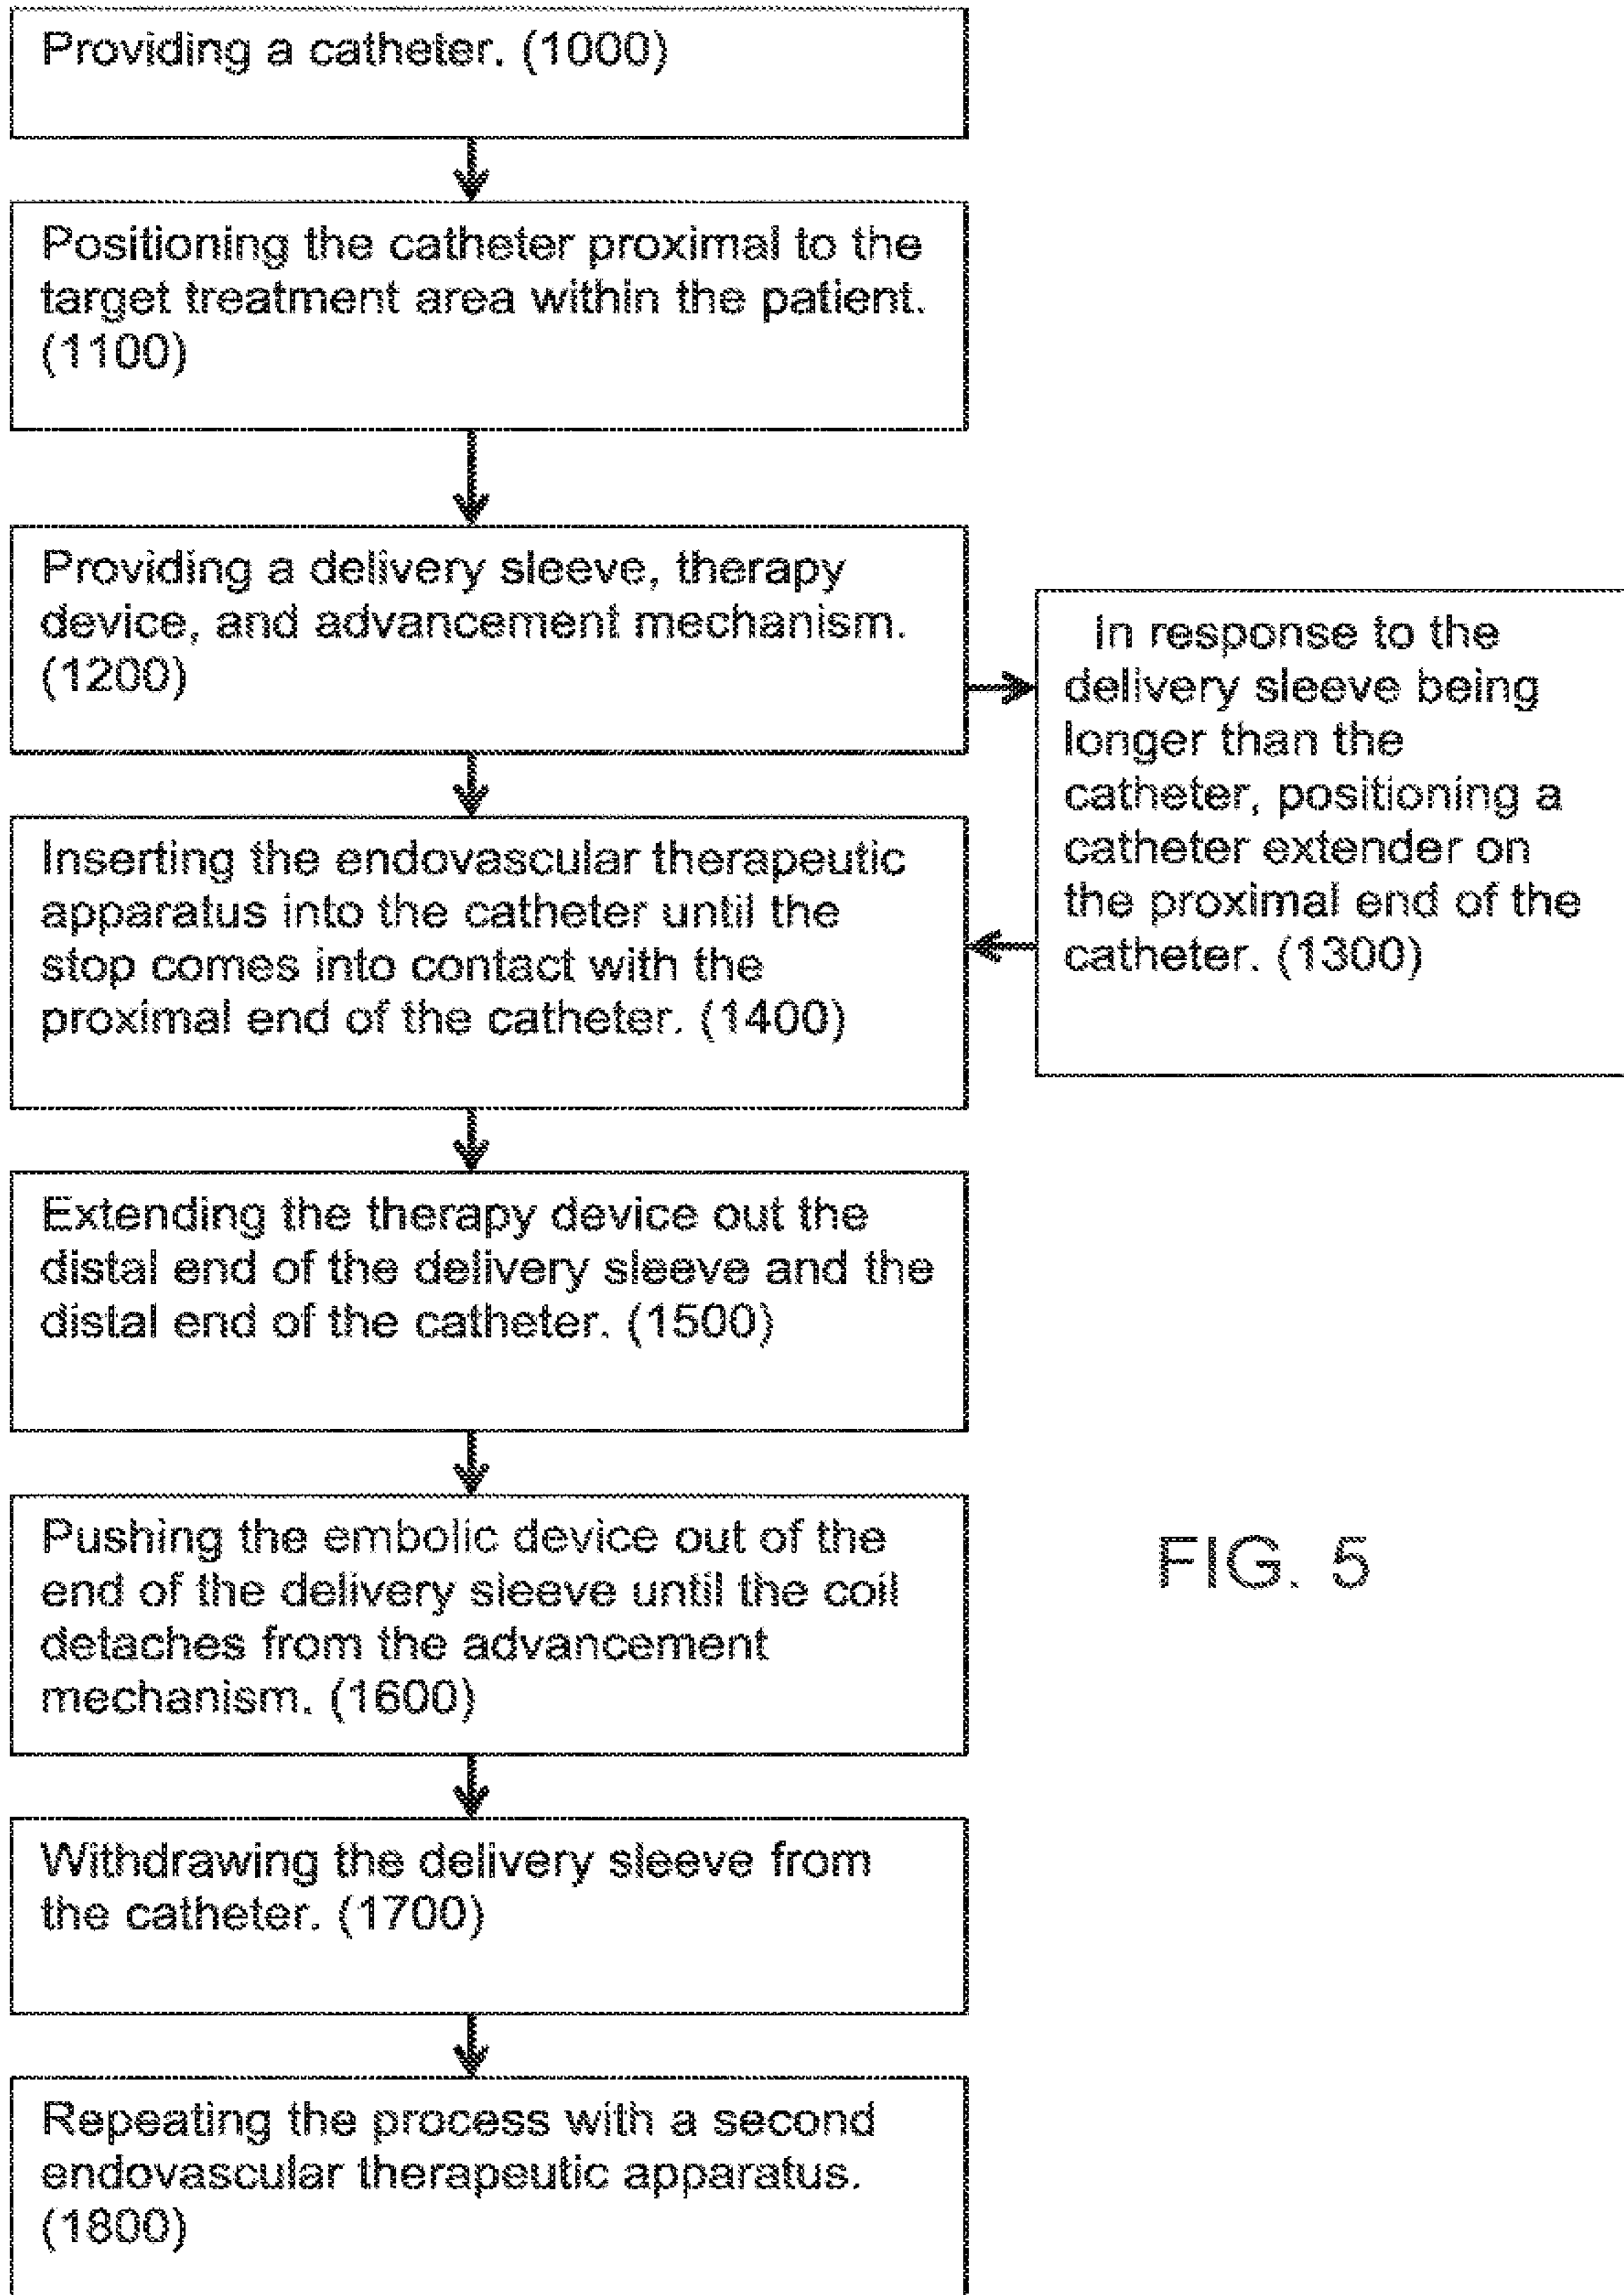 Providing a catheter. (1000)
Positioning the catheter proximal to the
target treatment area within the patient.
(1100)
Providing a delivery sleeve, therapy
device, and advancement mechanism.
(1200)
In response to the
delivery sleeve being
longer than the
catheter, positioning a
catheter extender on
the proximal end of the
catheter. (1300)
Inserting the endovascular therapeutic
apparatus into the catheter until the
stop comes into contact with the
proximal end of the catheter. (1400)
Extending the therapy device out the
distal end of the delivery sleeve and the
distal end of the catheter. (1500)
Pushing the embolic device out of the
end of the delivery sleeve until the coil
detaches from the advancement
mechanism. (1600)
FIG. 5
Withdrawing the delivery sleeve from
the catheter. (1700)
Repeating the process with a second
endovascular therapeutic apparatus.
(1800)